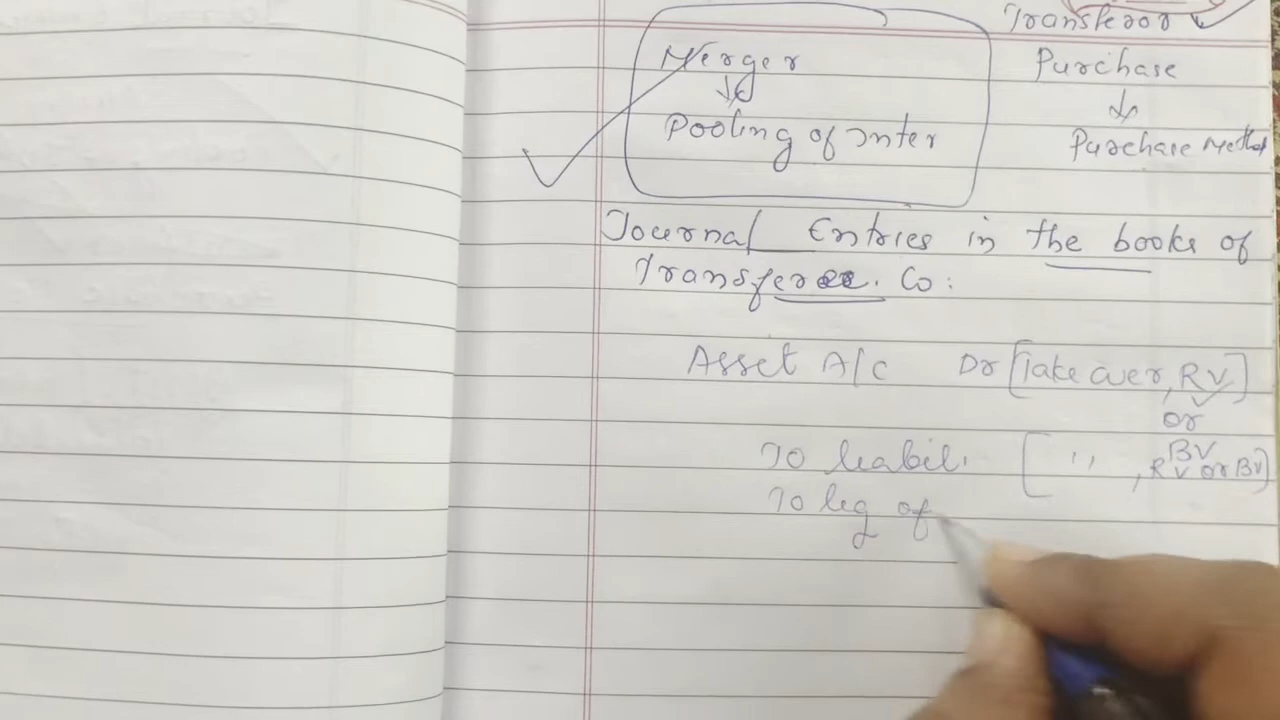 Transferor
Merger
Purchase
Pooling of Inter
Purchase Method
Journal Entries in the books of
Transferee. Co:
Asset A/C Dr [Take over, RV]
or
BV
To Liabil. [ " , RV or BV]
To liq of